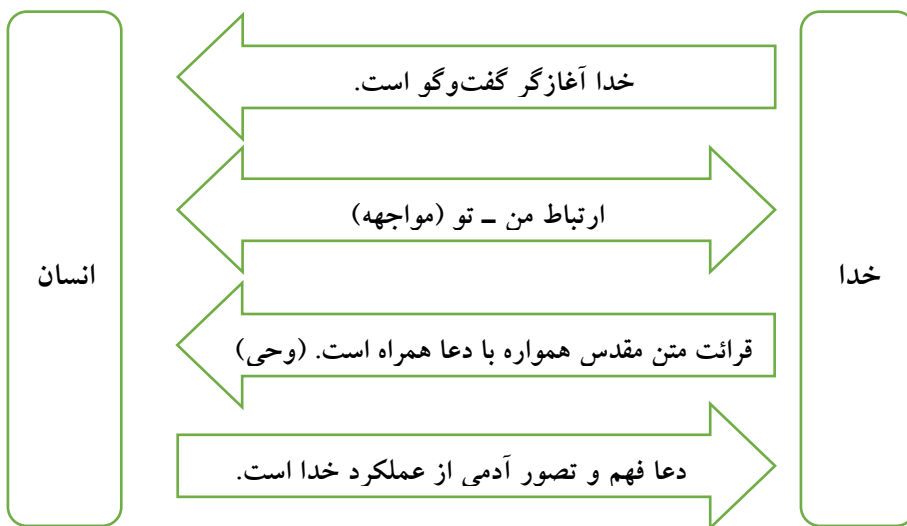 خدا
خدا آغازگر گفت‌وگو است.
ارتباط من ـ تو (مواجهه)
قرائت متن مقدس همواره با دعا همراه است. (وحی)
دعا فهم و تصور آدمی از عملکرد خدا است.
انسان